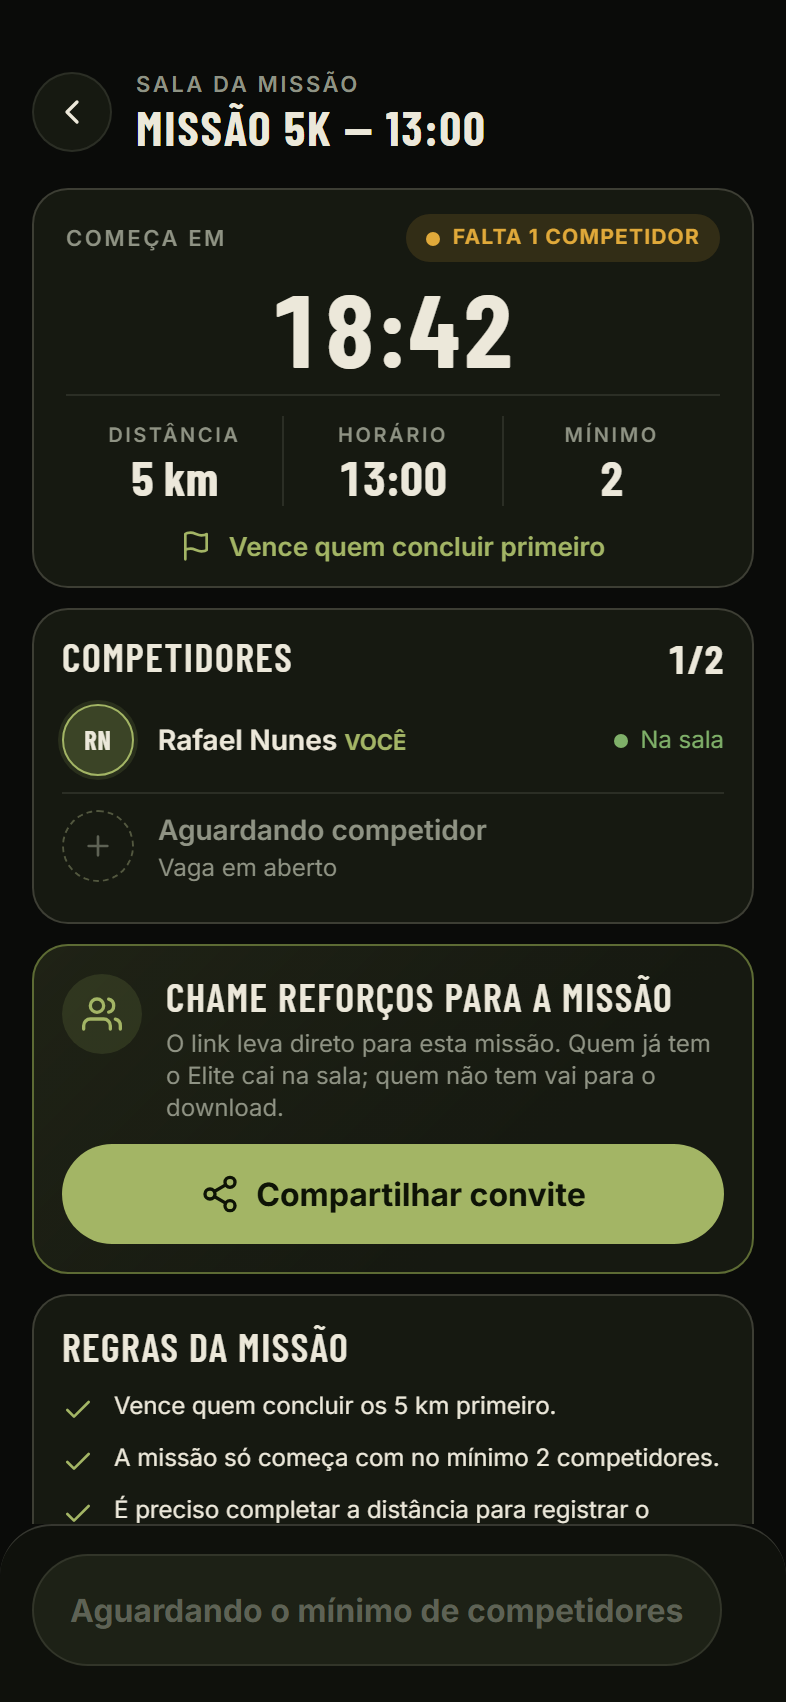 SALA DA MISSÃO
MISSÃO 5K – 13:00
COMEÇA EM
FALTA 1 COMPETIDOR
18:42
DISTÂNCIA
HORÁRIO
MÍNIMO
5 km
13:00
2
Vence quem concluir primeiro
COMPETIDORES
1/2
RN
Rafael Nunes VOCÊ
Na sala
Aguardando competidor
Vaga em aberto
CHAME REFORÇOS PARA A MISSÃO
O link leva direto para esta missão. Quem já tem
o Elite cai na sala; quem não tem vai para o
download.
Compartilhar convite
REGRAS DA MISSÃO
Vence quem concluir os 5 km primeiro.
A missão só começa com no mínimo 2 competidores.
É preciso completar a distância para registrar o
Aguardando o mínimo de competidores